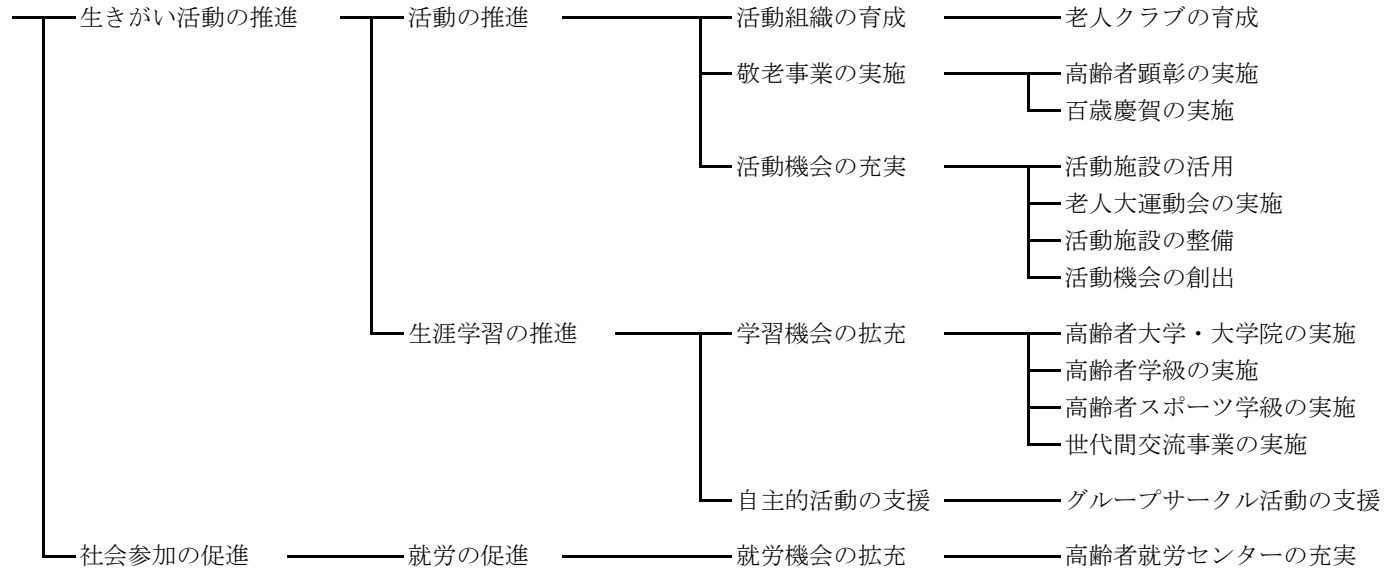 生きがい活動の推進 活動の推進 活動組織の育成 老人クラブの育成
敬老事業の実施 高齢者顕彰の実施
百歳慶賀の実施
活動機会の充実 活動施設の活用
老人大運動会の実施
活動施設の整備
活動機会の創出
生涯学習の推進 学習機会の拡充 高齢者大学・大学院の実施
高齢者学級の実施
高齢者スポーツ学級の実施
世代間交流事業の実施
自主的活動の支援 グループサークル活動の支援
社会参加の促進 就労の促進 就労機会の拡充 高齢者就労センターの充実